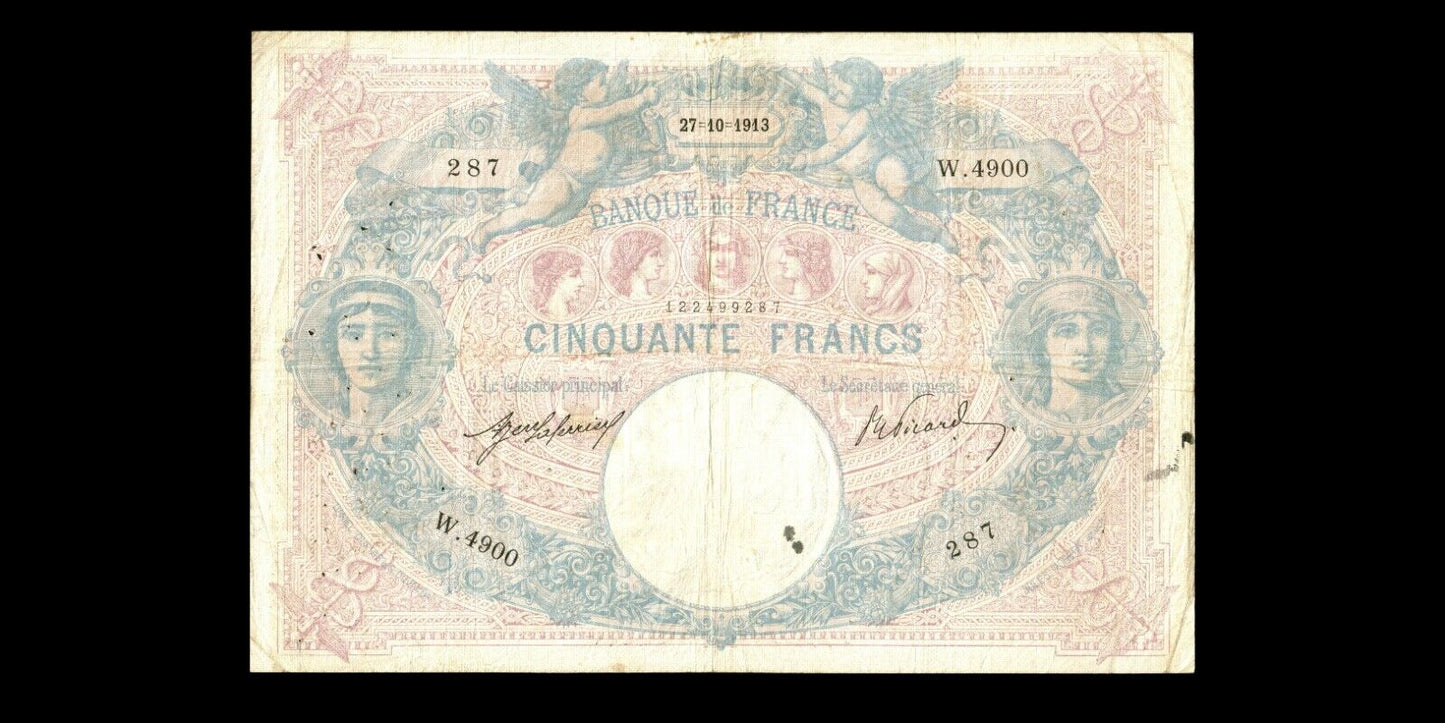 27=10=1913
287
W.4900
BANQUE de FRANCE
122499287
CINQUANTE FRANCS
Le Caissier principal,
Le Secrétaire général,
W.4900
287